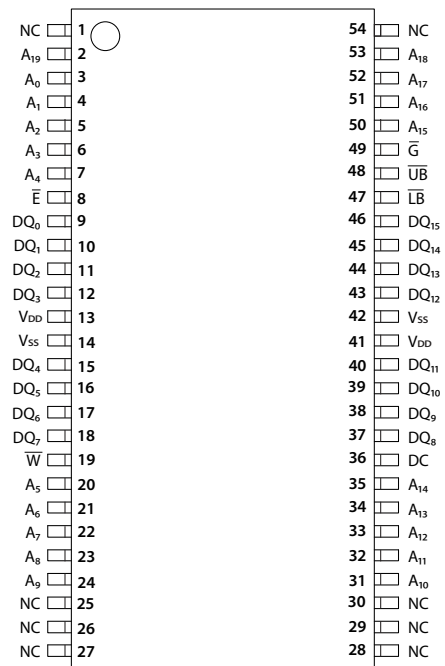 NC 1 54 NC
A₁₉ 2 53 A₁₈
A₀ 3 52 A₁₇
A₁ 4 51 A₁₆
A₂ 5 50 A₁₅
A₃ 6 49 G̅
A₄ 7 48 U̅B̅
E̅ 8 47 L̅B̅
DQ₀ 9 46 DQ₁₅
DQ₁ 10 45 DQ₁₄
DQ₂ 11 44 DQ₁₃
DQ₃ 12 43 DQ₁₂
VDD 13 42 VSS
VSS 14 41 VDD
DQ₄ 15 40 DQ₁₁
DQ₅ 16 39 DQ₁₀
DQ₆ 17 38 DQ₉
DQ₇ 18 37 DQ₈
W̅ 19 36 DC
A₅ 20 35 A₁₄
A₆ 21 34 A₁₃
A₇ 22 33 A₁₂
A₈ 23 32 A₁₁
A₉ 24 31 A₁₀
NC 25 30 NC
NC 26 29 NC
NC 27 28 NC